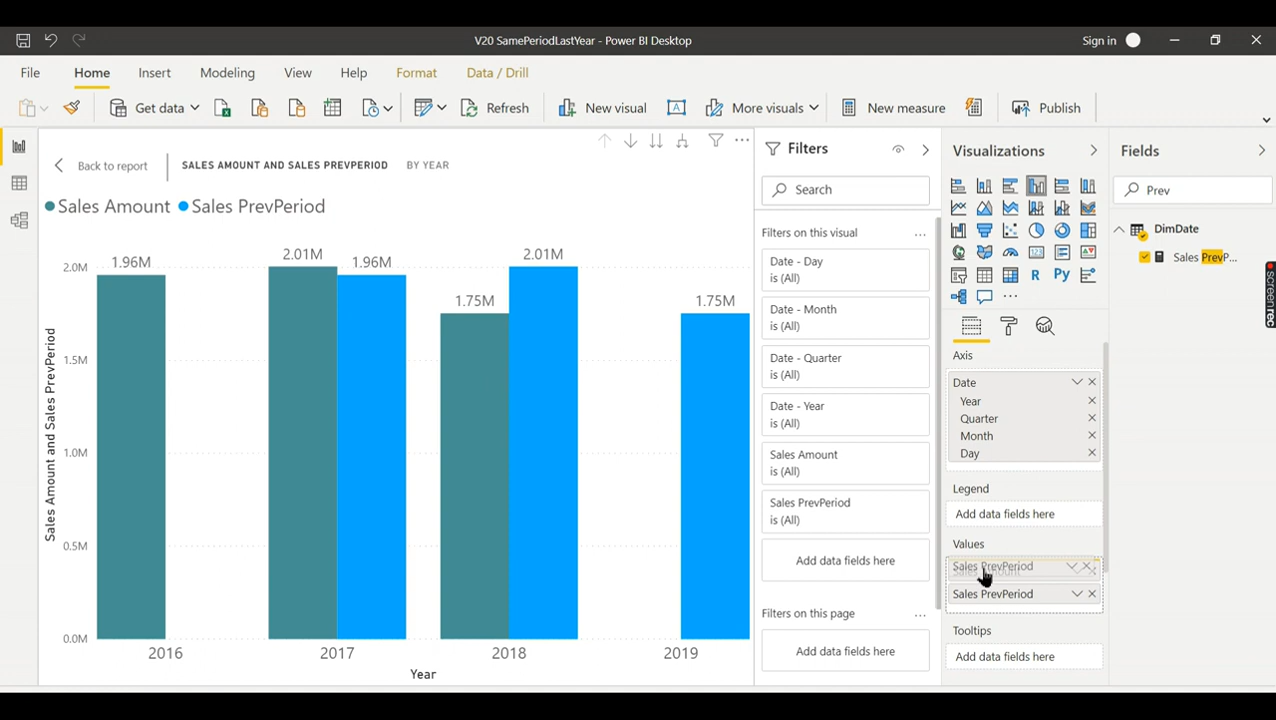 V20 SamePeriodLastYear - Power BI Desktop
Sign in
File
Home
Insert
Modeling
View
Help
Format
Data / Drill
Get data
Refresh
New visual
More visuals
New measure
Publish
Back to report
SALES AMOUNT AND SALES PREVPERIOD
BY YEAR
Sales Amount
Sales PrevPeriod
Sales Amount and Sales PrevPeriod
2.0M
1.5M
1.0M
0.5M
0.0M
1.96M
2.01M
1.96M
1.75M
2.01M
1.75M
2016
2017
2018
2019
Year
Filters
Search
Filters on this visual
Date - Day
is (All)
Date - Month
is (All)
Date - Quarter
is (All)
Date - Year
is (All)
Sales Amount
is (All)
Sales PrevPeriod
is (All)
Add data fields here
Filters on this page
Add data fields here
Visualizations
R
Py
Axis
Date
Year
Quarter
Month
Day
Legend
Add data fields here
Values
Sales PrevPeriod
Sales Amount
Sales PrevPeriod
Tooltips
Add data fields here
Fields
Prev
DimDate
Sales PrevP...
screenrec